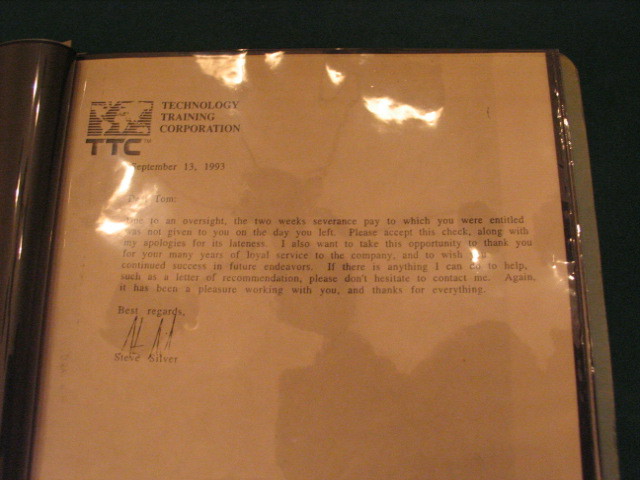 TECHNOLOGY
TRAINING
CORPORATION
TTC™
September 13, 1993
Dear Tom:
Due to an oversight, the two weeks severance pay to which you were entitled
was not given to you on the day you left. Please accept this check, along with
my apologies for its lateness. I also want to take this opportunity to thank you
for your many years of loyal service to the company, and to wish you
continued success in future endeavors. If there is anything I can do to help,
such as a letter of recommendation, please don't hesitate to contact me. Again,
it has been a pleasure working with you, and thanks for everything.
Best regards,
Steve Silver